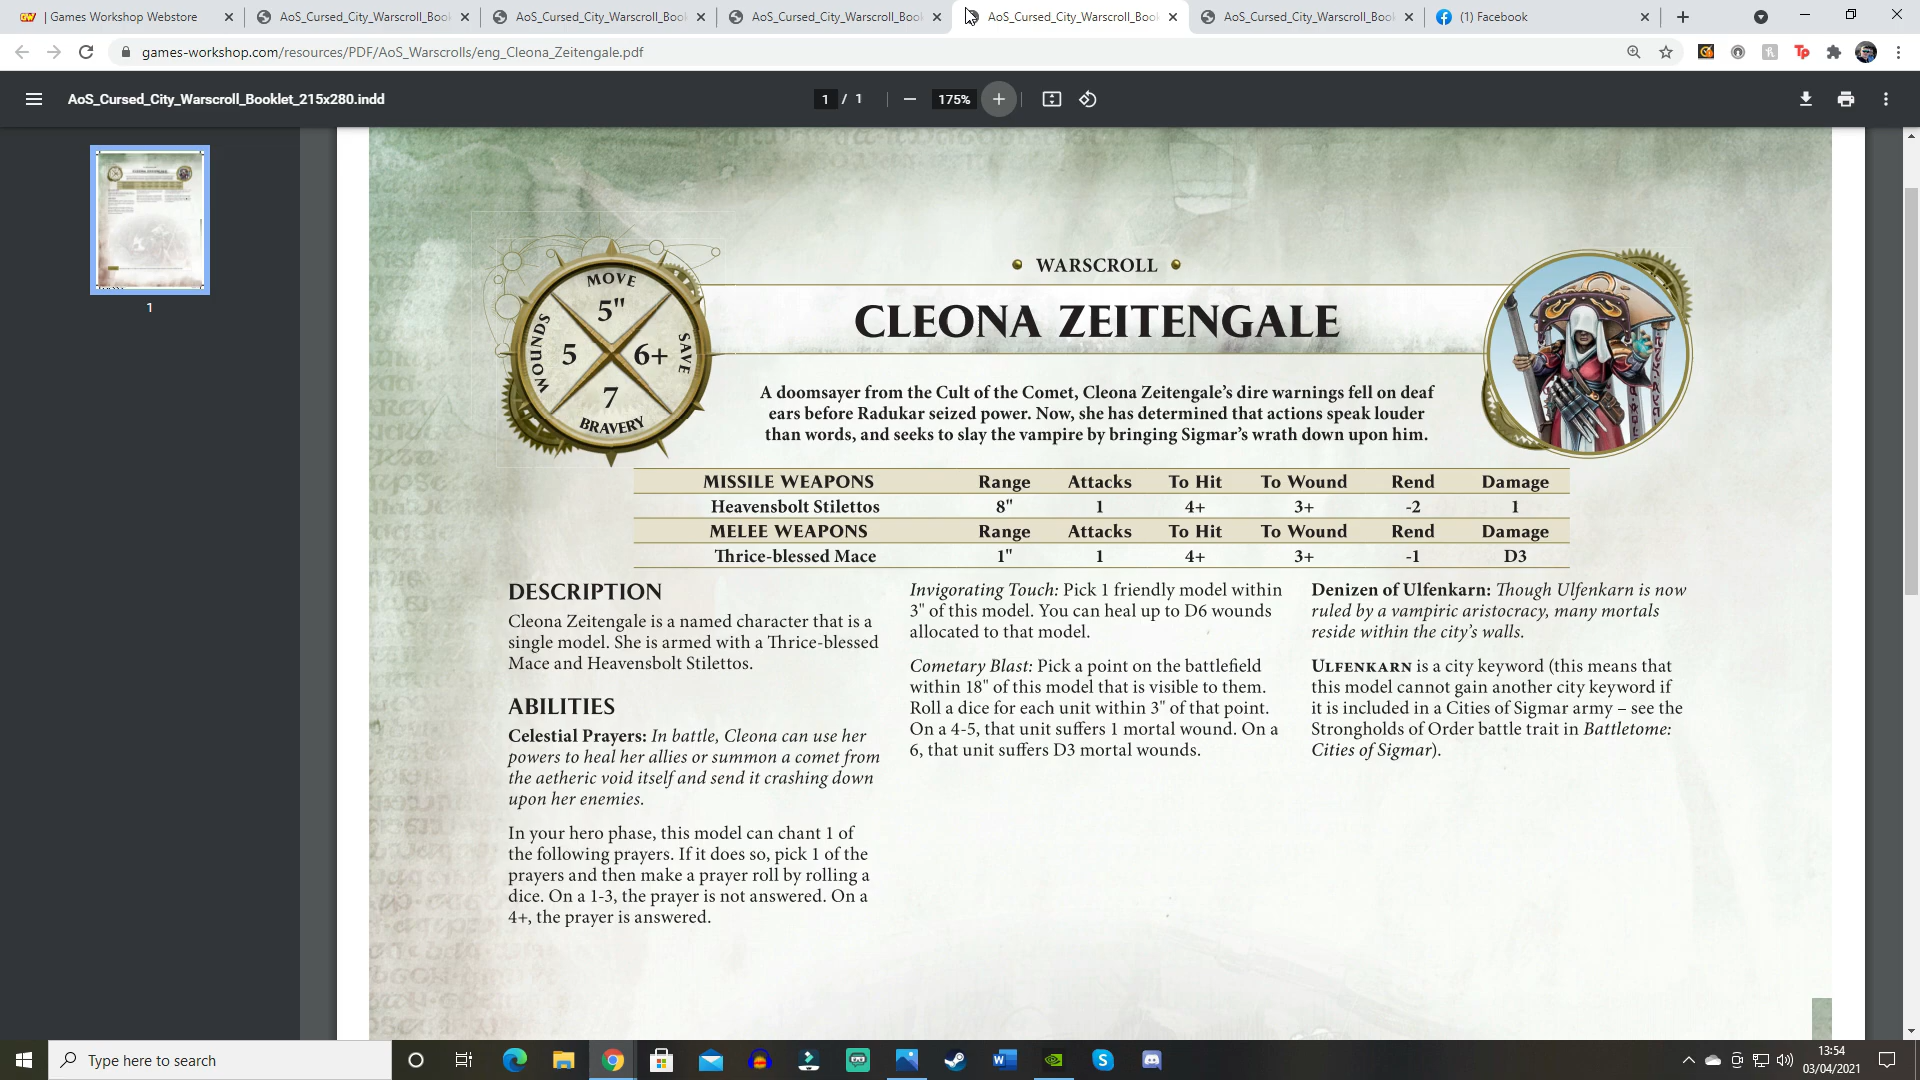 | Games Workshop Webstore
AoS_Cursed_City_Warscroll_Boo
AoS_Cursed_City_Warscroll_Boo
AoS_Cursed_City_Warscroll_Boo
AoS_Cursed_City_Warscroll_Boo
AoS_Cursed_City_Warscroll_Boo
(1) Facebook
games-workshop.com/resources/PDF/AoS_Warscrolls/eng_Cleona_Zeitengale.pdf
AoS_Cursed_City_Warscroll_Booklet_215x280.indd
1 / 1
175%
1
WARSCROLL
CLEONA ZEITENGALE
MOVE
5"
WOUNDS
5
6+
SAVE
7
BRAVERY
A doomsayer from the Cult of the Comet, Cleona Zeitengale's dire warnings fell on deaf
ears before Radukar seized power. Now, she has determined that actions speak louder
than words, and seeks to slay the vampire by bringing Sigmar's wrath down upon him.
MISSILE WEAPONS Range Attacks To Hit To Wound Rend Damage
Heavensbolt Stilettos 8" 1 4+ 3+ -2 1
MELEE WEAPONS Range Attacks To Hit To Wound Rend Damage
Thrice-blessed Mace 1" 1 4+ 3+ -1 D3
DESCRIPTION
Cleona Zeitengale is a named character that is a
single model. She is armed with a Thrice-blessed
Mace and Heavensbolt Stilettos.
ABILITIES
Celestial Prayers: In battle, Cleona can use her
powers to heal her allies or summon a comet from
the aetheric void itself and send it crashing down
upon her enemies.
In your hero phase, this model can chant 1 of
the following prayers. If it does so, pick 1 of the
prayers and then make a prayer roll by rolling a
dice. On a 1-3, the prayer is not answered. On a
4+, the prayer is answered.
Invigorating Touch: Pick 1 friendly model within
3" of this model. You can heal up to D6 wounds
allocated to that model.
Cometary Blast: Pick a point on the battlefield
within 18" of this model that is visible to them.
Roll a dice for each unit within 3" of that point.
On a 4-5, that unit suffers 1 mortal wound. On a
6, that unit suffers D3 mortal wounds.
Denizen of Ulfenkarn: Though Ulfenkarn is now
ruled by a vampiric aristocracy, many mortals
reside within the city's walls.
ULFENKARN is a city keyword (this means that
this model cannot gain another city keyword if
it is included in a Cities of Sigmar army – see the
Strongholds of Order battle trait in Battletome:
Cities of Sigmar).
Type here to search
13:54
03/04/2021